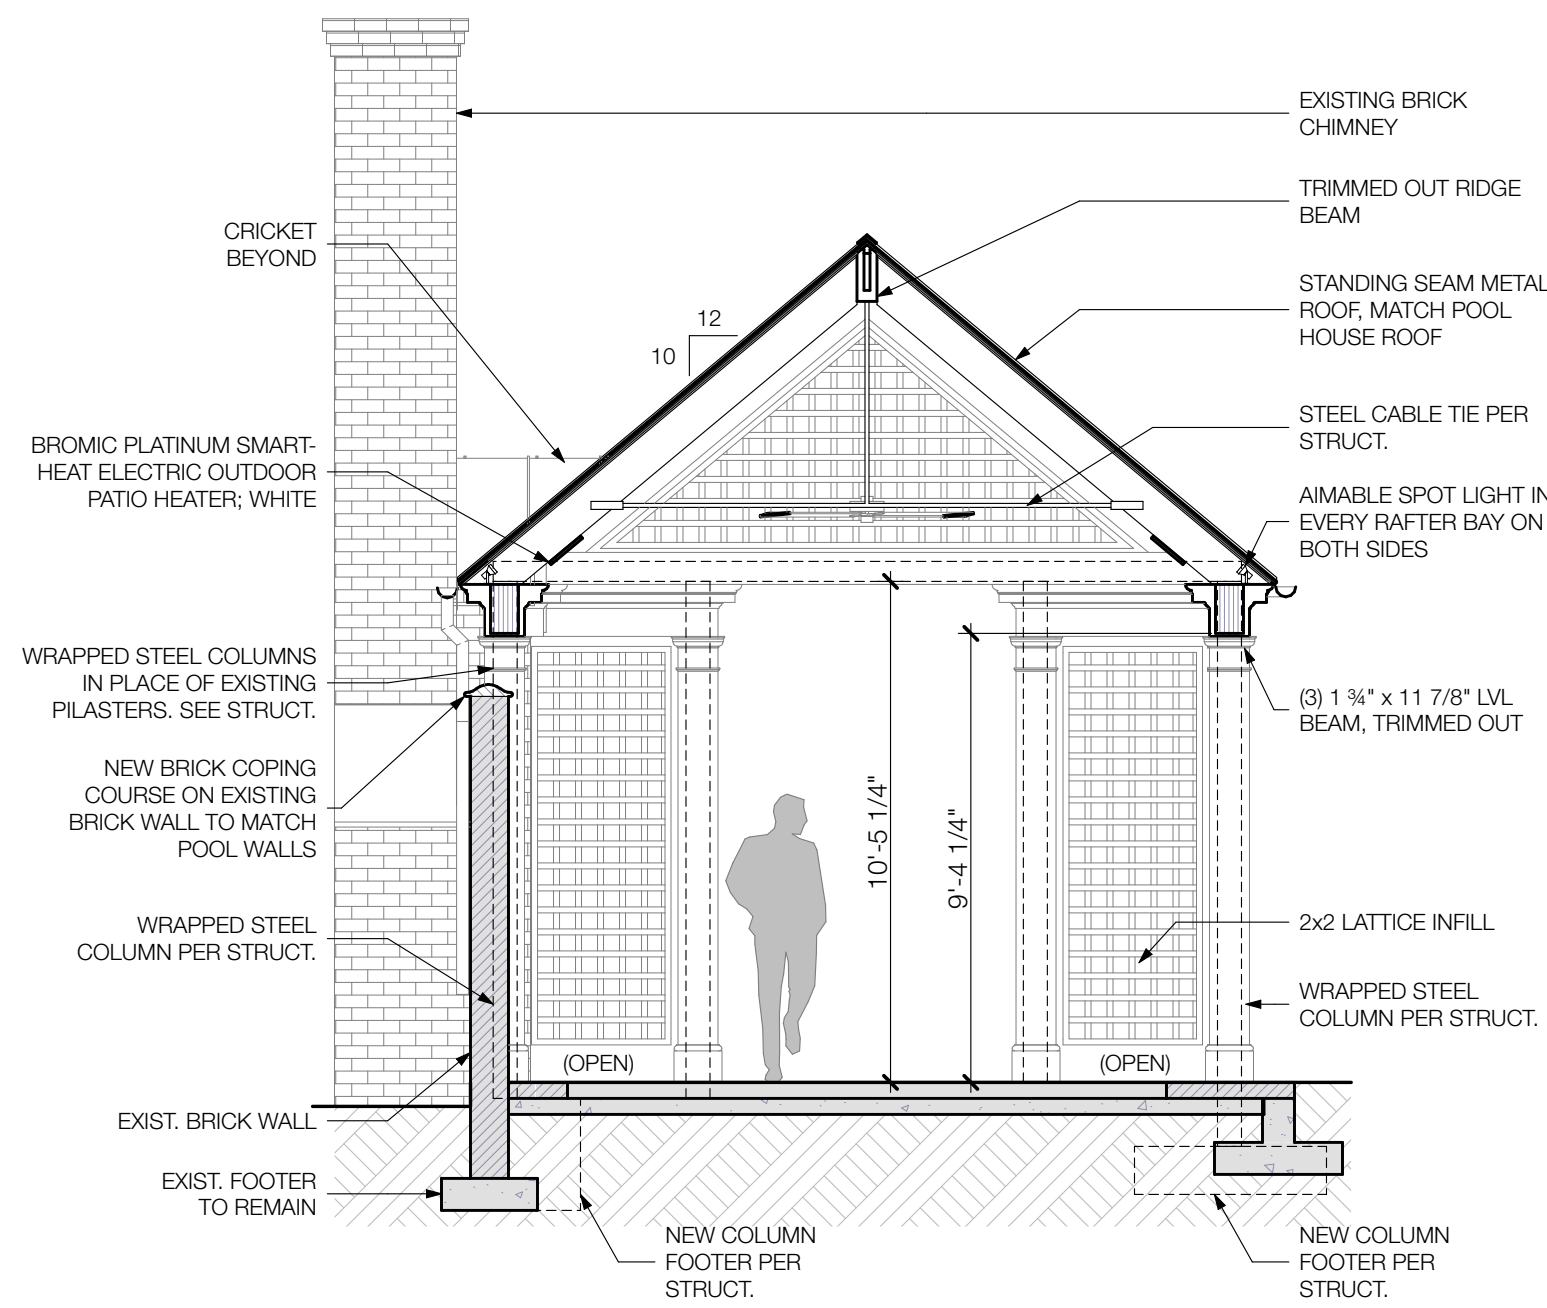 EXISTING BRICK
CHIMNEY
TRIMMED OUT RIDGE
BEAM
CRICKET
BEYOND
STANDING SEAM METAL
ROOF, MATCH POOL
HOUSE ROOF
12
10
STEEL CABLE TIE PER
STRUCT.
BROMIC PLATINUM SMART-
HEAT ELECTRIC OUTDOOR
PATIO HEATER; WHITE
AIMABLE SPOT LIGHT IN
EVERY RAFTER BAY ON
BOTH SIDES
WRAPPED STEEL COLUMNS
IN PLACE OF EXISTING
PILASTERS. SEE STRUCT.
(3) 1 ¾" x 11 7/8" LVL
BEAM, TRIMMED OUT
NEW BRICK COPING
COURSE ON EXISTING
BRICK WALL TO MATCH
POOL WALLS
10'-5 1/4"
9'-4 1/4"
WRAPPED STEEL
COLUMN PER STRUCT.
2x2 LATTICE INFILL
WRAPPED STEEL
COLUMN PER STRUCT.
(OPEN)
(OPEN)
EXIST. BRICK WALL
EXIST. FOOTER
TO REMAIN
NEW COLUMN
FOOTER PER
STRUCT.
NEW COLUMN
FOOTER PER
STRUCT.